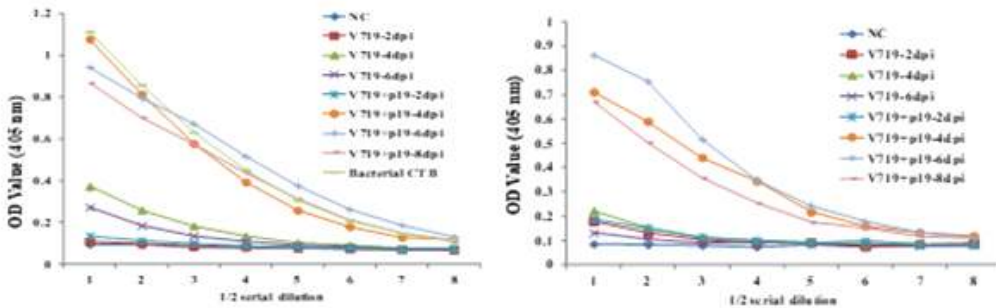 1.2
1
0.8
0.6
0.4
0.2
0
OD Value (405 nm)
1 2 3 4 5 6 7 8
1/2 serial dilution
NC
V719-2dpi
V719-4dpi
V719-6dpi
V719+p19-2dpi
V719+p19-4dpi
V719+p19-6dpi
V719+p19-8dpi
Bacterial CTB
1
0.9
0.8
0.7
0.6
0.5
0.4
0.3
0.2
0.1
0
OD Value (405 nm)
1 2 3 4 5 6 7 8
1/2 serial dilution
NC
V719-2dpi
V719-4dpi
V719-6dpi
V719+p19-2dpi
V719+p19-4dpi
V719+p19-6dpi
V719+p19-8dpi